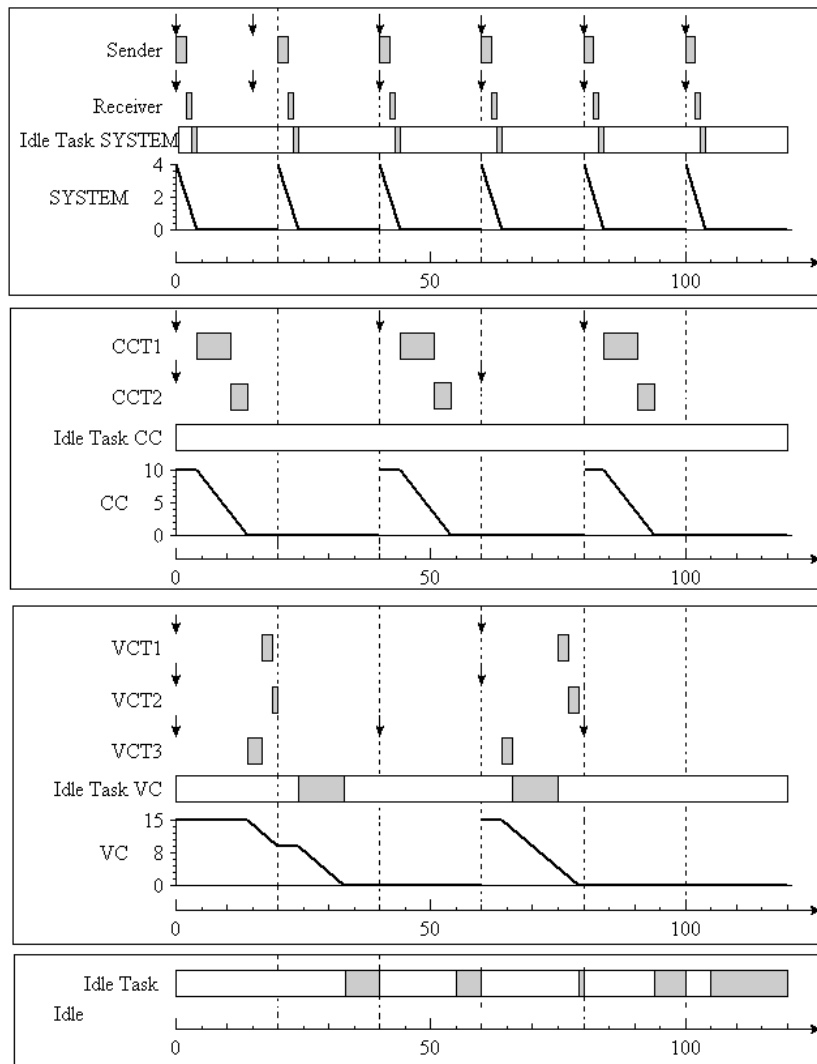 Sender
Receiver
Idle Task SYSTEM
4
SYSTEM
2
0
0 50 100
CCT1
CCT2
Idle Task CC
10
CC
5
0
0 50 100
VCT1
VCT2
VCT3
Idle Task VC
15
VC
8
0
0 50 100
Idle Task
Idle
0 50 100